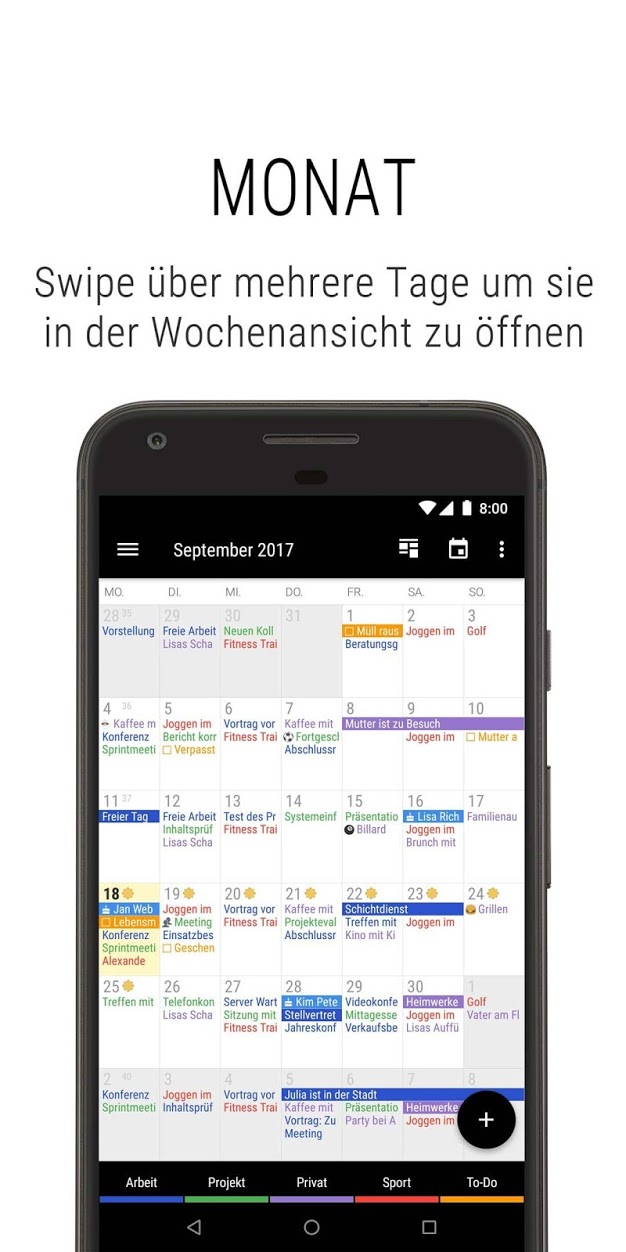 MONAT
Swipe über mehrere Tage um sie
in der Wochenansicht zu öffnen
8:00
September 2017
MO. DI. MI. DO. FR. SA. SO.
28 35 29 30 31 1 2 3
Vorstellung Freie Arbeit Neuen Koll Müll raus Joggen im Golf
Lisas Scha Fitness Trai Beratungsg
4 36 5 6 7 8 9 10
Kaffee m Joggen im Vortrag vor Kaffee mit Mutter ist zu Besuch
Konferenz Bericht korr Fitness Trai Fortgescl Joggen im Mutter a
Sprintmeeti Verpasst Abschlussr
11 37 12 13 14 15 16 17
Freier Tag Freie Arbeit Test des Pr Systemeinf Präsentatio Lisa Rich Familienau
Inhaltsprüf Fitness Trai Billard Joggen im
Lisas Scha Brunch mit
18 19 20 21 22 23 24
Jan Web Joggen im Vortrag vor Kaffee mit Schichtdienst Grillen
Lebensm Meeting Fitness Trai Projekteval Treffen mit Joggen im
Konferenz Einsatzbes Abschlussr Kino mit Ki
Sprintmeeti Geschen
Alexande
25 26 27 28 29 30 1
Treffen mit Telefonkon Server Wart Kim Pete Videokonfe Heimwerke Golf
Lisas Scha Sitzung mit Stellvertret Mittagesse Joggen im Vater am Fl
Fitness Trai Jahreskonf Verkaufsbe Lisas Auffü
2 40 3 4 5 6 7 8
Konferenz Joggen im Vortrag vor Julia ist in der Stadt
Sprintmeeti Inhaltsprüf Fitness Trai Kaffee mit Präsentatio Heimwerke
Vortrag: Zu Party bei A Joggen im
Meeting
+
Arbeit Projekt Privat Sport To-Do